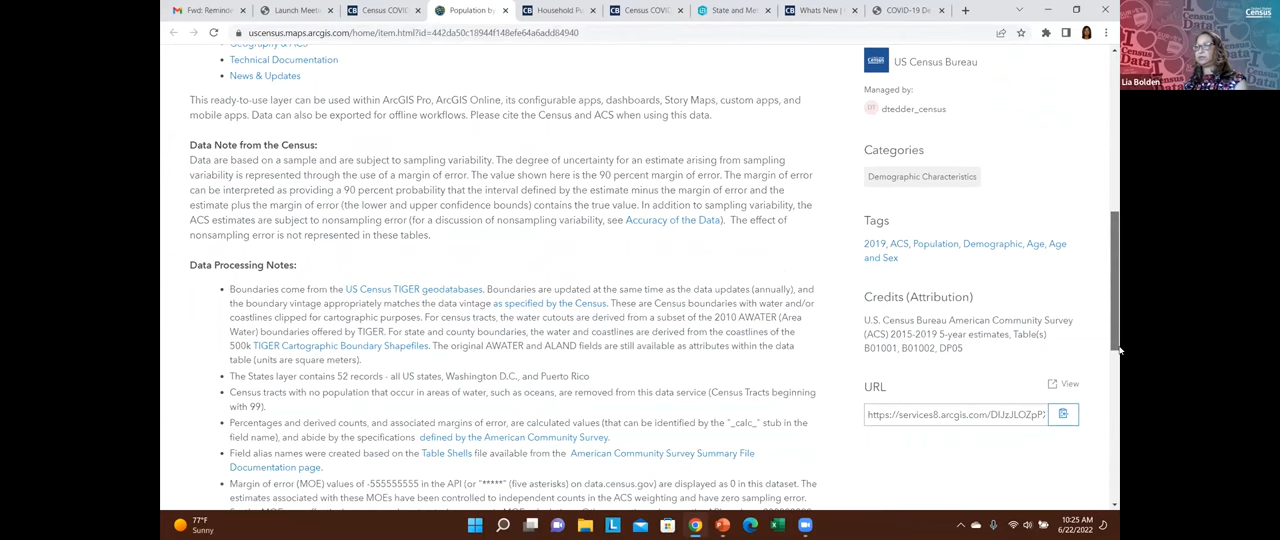 Fwd: Reminde
Launch Meeti
Census COVI
Population b
Household Pu
Census COVI
State and Me
Whats New |
COVID-19 De
uscensus.maps.arcgis.com/home/item.html?id=442da50c18944f148efe64a6add84940
Technical Documentation
News & Updates
This ready-to-use layer can be used within ArcGIS Pro, ArcGIS Online, its configurable apps, dashboards, Story Maps, custom apps, and
mobile apps. Data can also be exported for offline workflows. Please cite the Census and ACS when using this data.
Data Note from the Census:
Data are based on a sample and are subject to sampling variability. The degree of uncertainty for an estimate arising from sampling
variability is represented through the use of a margin of error. The value shown here is the 90 percent margin of error. The margin of error
can be interpreted as providing a 90 percent probability that the interval defined by the estimate minus the margin of error and the
estimate plus the margin of error (the lower and upper confidence bounds) contains the true value. In addition to sampling variability, the
ACS estimates are subject to nonsampling error (for a discussion of nonsampling variability, see Accuracy of the Data). The effect of
nonsampling error is not represented in these tables.
Data Processing Notes:
Boundaries come from the US Census TIGER geodatabases. Boundaries are updated at the same time as the data updates (annually), and
the boundary vintage appropriately matches the data vintage as specified by the Census. These are Census boundaries with water and/or
coastlines clipped for cartographic purposes. For census tracts, the water cutouts are derived from a subset of the 2010 AWATER (Area
Water) boundaries offered by TIGER. For state and county boundaries, the water and coastlines are derived from the coastlines of the
500k TIGER Cartographic Boundary Shapefiles. The original AWATER and ALAND fields are still available as attributes within the data
table (units are square meters).
The States layer contains 52 records - all US states, Washington D.C., and Puerto Rico
Census tracts with no population that occur in areas of water, such as oceans, are removed from this data service (Census Tracts beginning
with 99).
Percentages and derived counts, and associated margins of error, are calculated values (that can be identified by the "_calc_" stub in the
field name), and abide by the specifications defined by the American Community Survey.
Field alias names were created based on the Table Shells file available from the American Community Survey Summary File
Documentation page.
Margin of error (MOE) values of -555555555 in the API (or "*****" (five asterisks) on data.census.gov) are displayed as 0 in this dataset. The
estimates associated with these MOEs have been controlled to independent counts in the ACS weighting and have zero sampling error.
US Census Bureau
Managed by:
DT dtedder_census
Categories
Demographic Characteristics
Tags
2019, ACS, Population, Demographic, Age, Age
and Sex
Credits (Attribution)
U.S. Census Bureau American Community Survey
(ACS) 2015-2019 5-year estimates, Table(s)
B01001, B01002, DP05
URL
View
Lia Bolden
Census
77°F
Sunny
10:25 AM
6/22/2022